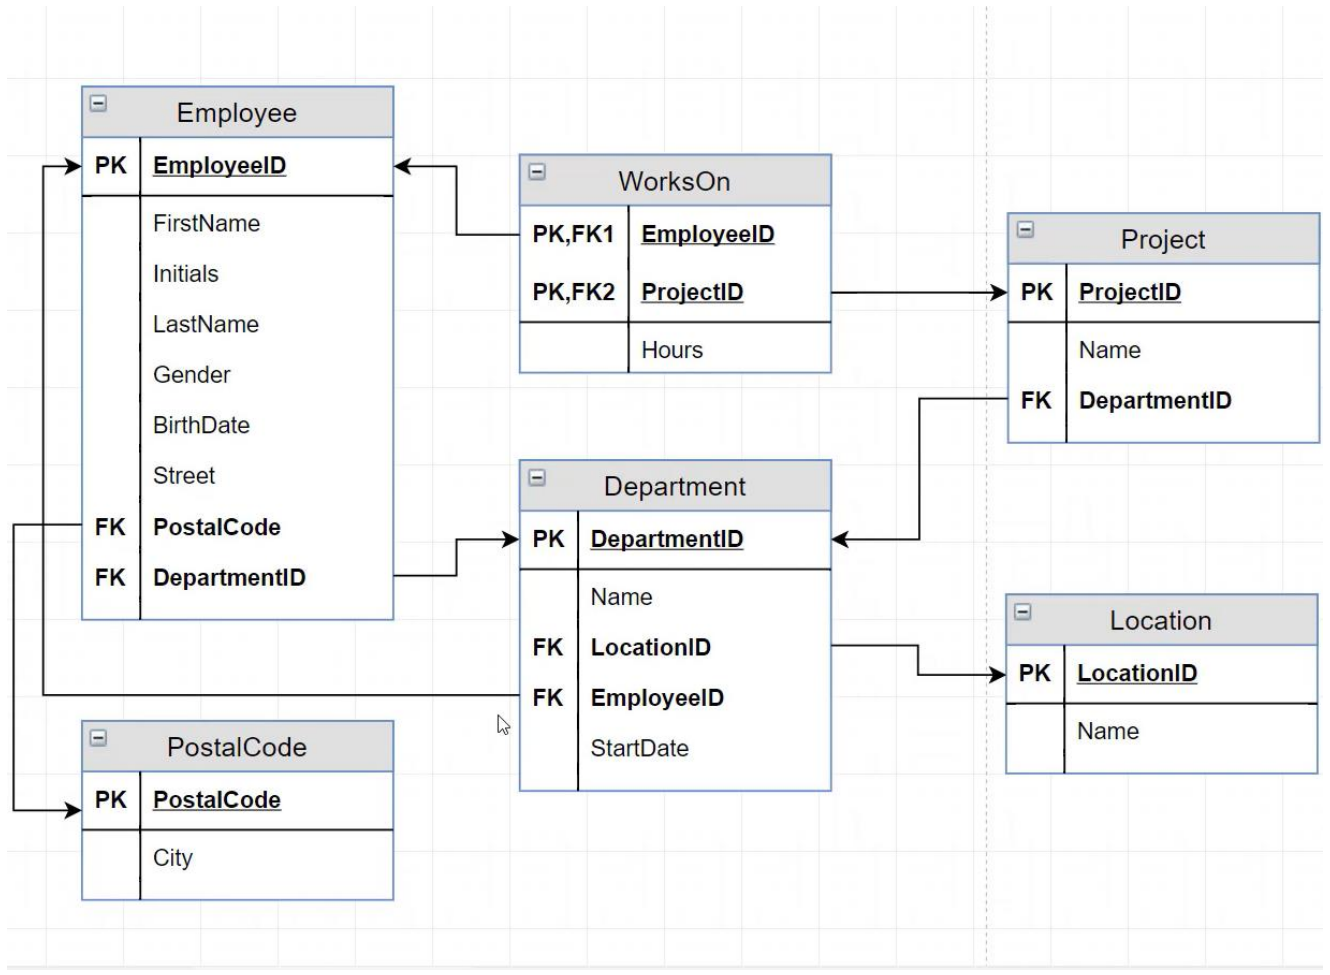 Employee
PK EmployeeID
FirstName
Initials
LastName
Gender
BirthDate
Street
FK PostalCode
FK DepartmentID
WorksOn
PK,FK1 EmployeeID
PK,FK2 ProjectID
Hours
Project
PK ProjectID
Name
FK DepartmentID
Department
PK DepartmentID
Name
FK LocationID
FK EmployeeID
StartDate
Location
PK LocationID
Name
PostalCode
PK PostalCode
City